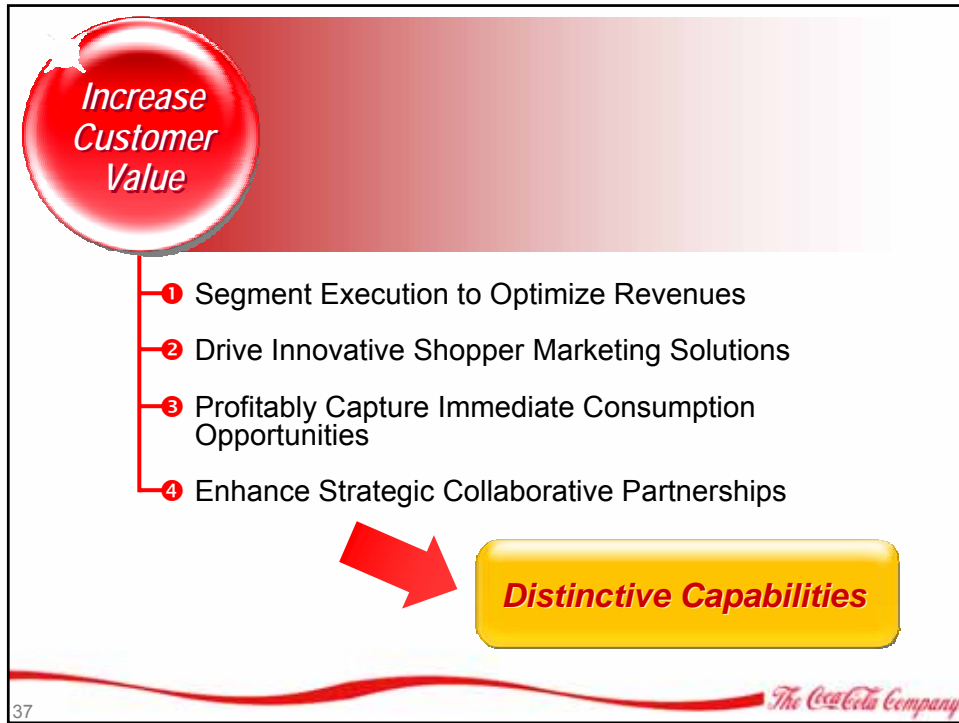 Increase
Customer
Value
❶ Segment Execution to Optimize Revenues
❷ Drive Innovative Shopper Marketing Solutions
❸ Profitably Capture Immediate Consumption
Opportunities
❹ Enhance Strategic Collaborative Partnerships
Distinctive Capabilities
The Coca-Cola Company
37